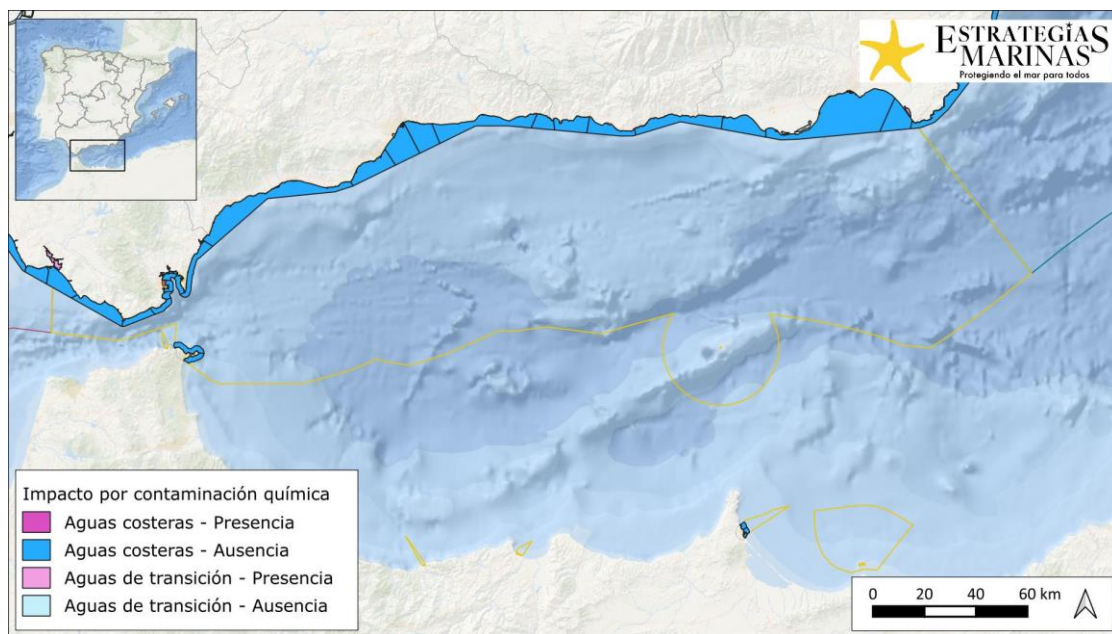 ESTRATEGIAS
MARINAS
Protegiendo el mar para todos
Impacto por contaminación química
Aguas costeras - Presencia
Aguas costeras - Ausencia
Aguas de transición - Presencia
Aguas de transición - Ausencia
0 20 40 60 km